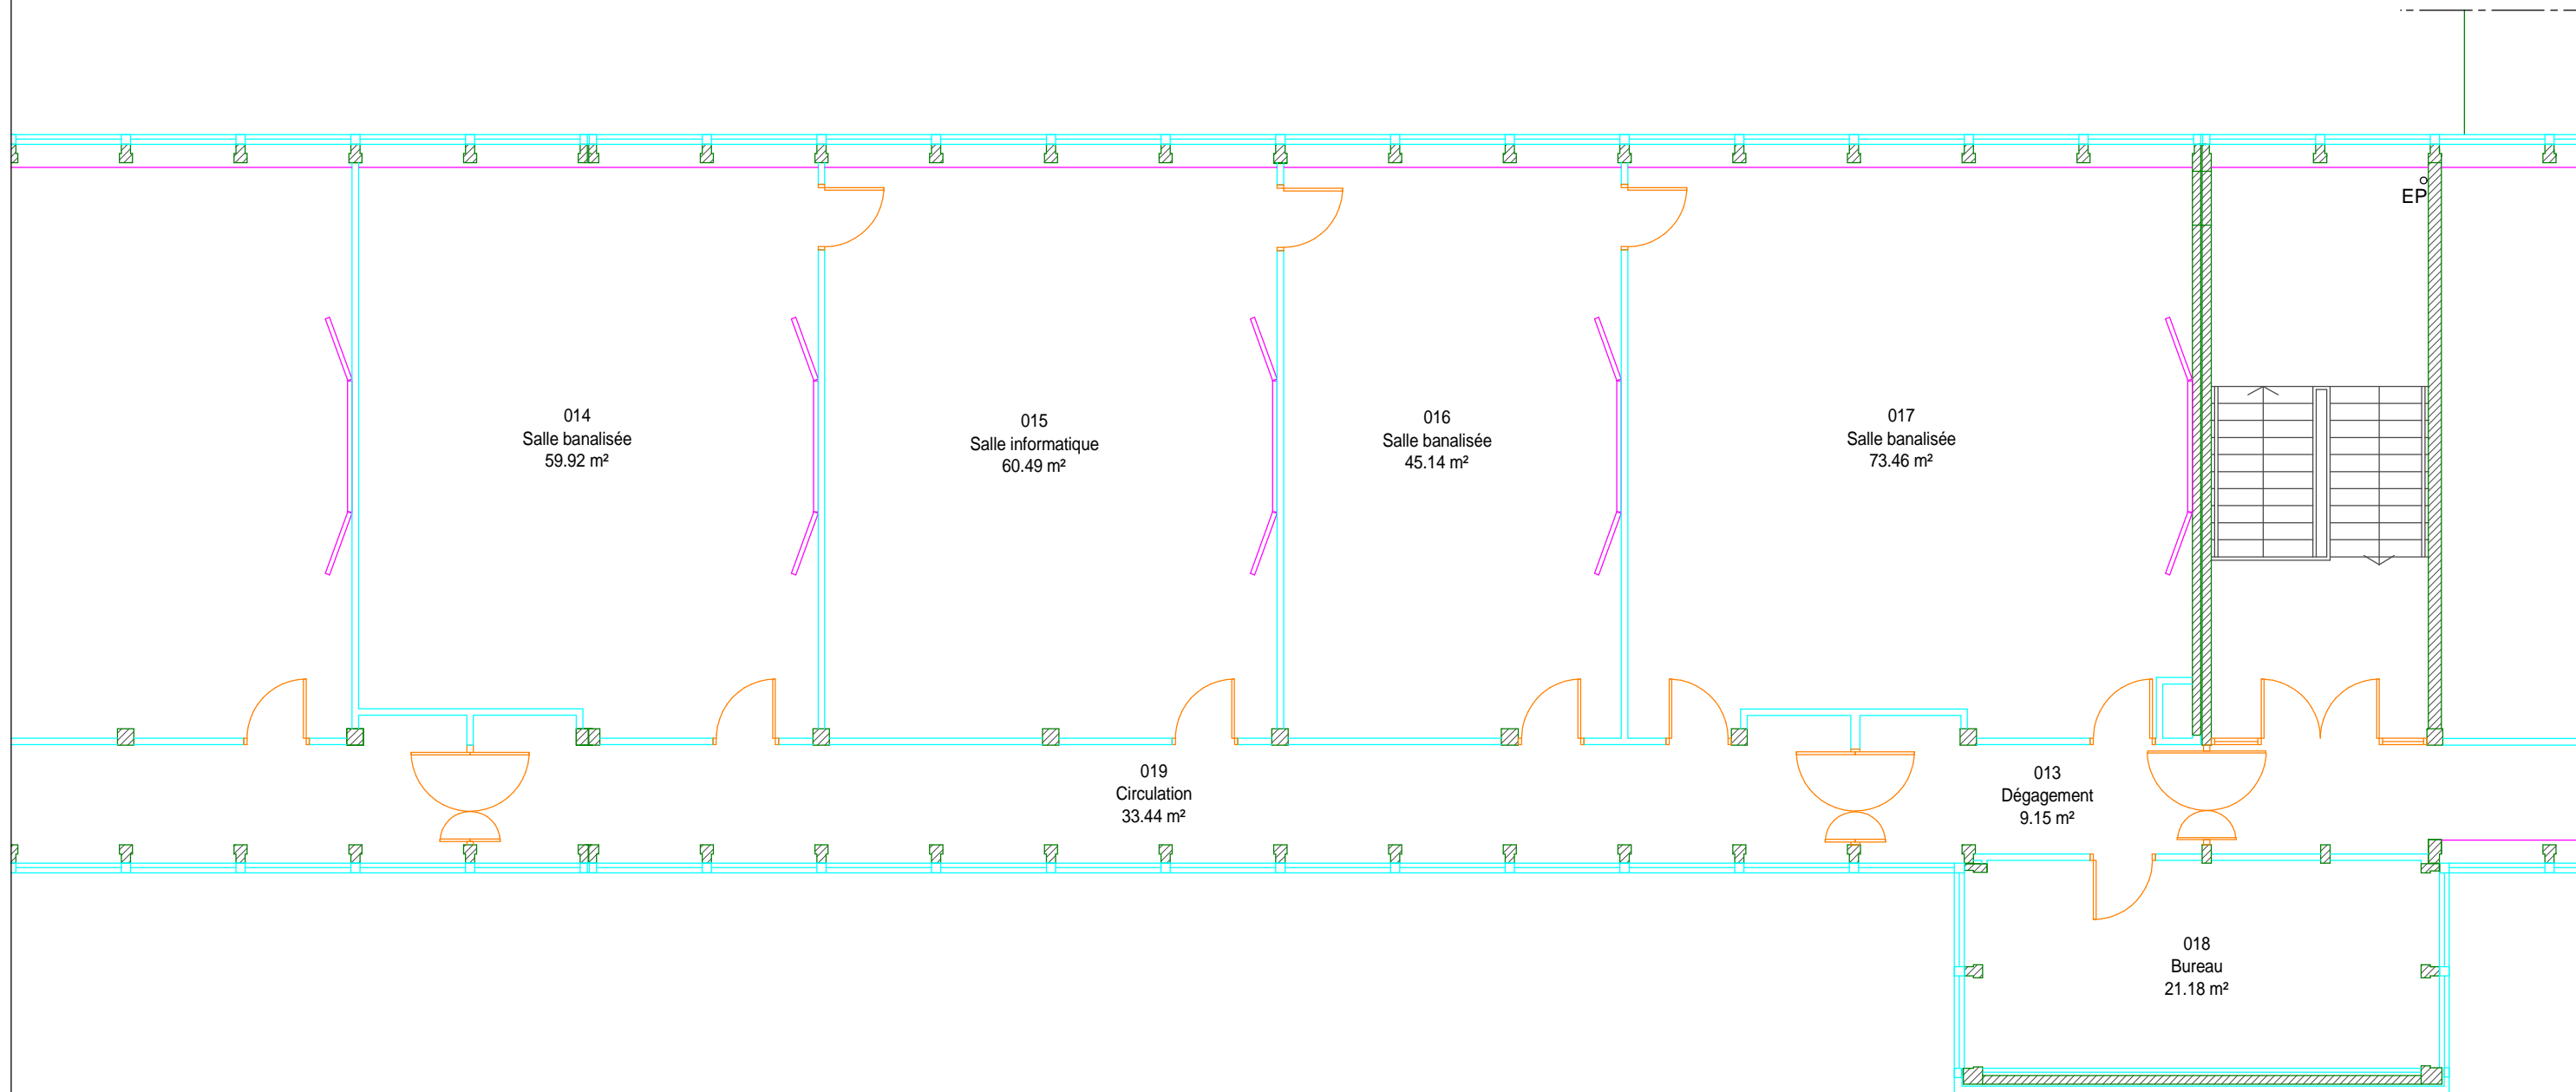 EP
014
Salle banalisée
59.92 m²
015
Salle informatique
60.49 m²
016
Salle banalisée
45.14 m²
017
Salle banalisée
73.46 m²
019
Circulation
33.44 m²
013
Dégagement
9.15 m²
018
Bureau
21.18 m²